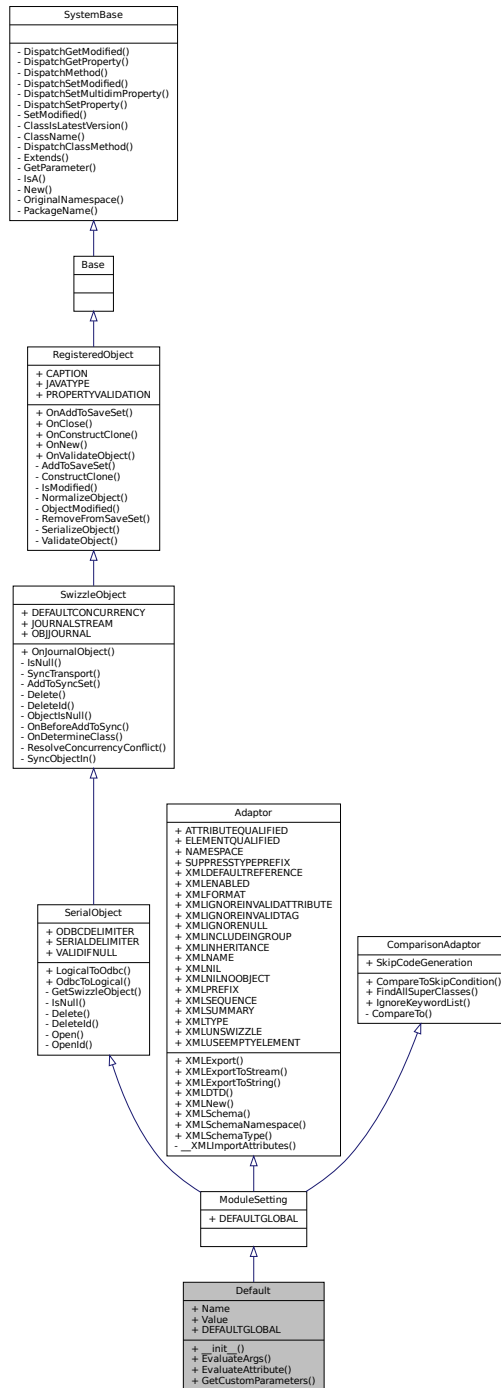 SystemBase
- DispatchGetModified()
- DispatchGetProperty()
- DispatchMethod()
- DispatchSetModified()
- DispatchSetMultidimProperty()
- DispatchSetProperty()
- SetModified()
- ClassIsLatestVersion()
- ClassName()
- DispatchClassMethod()
- Extends()
- GetParameter()
- IsA()
- New()
- OriginalNamespace()
- PackageName()
Base
RegisteredObject
+ CAPTION
+ JAVATYPE
+ PROPERTYVALIDATION
+ OnAddToSaveSet()
+ OnClose()
+ OnConstructClone()
+ OnNew()
+ OnValidateObject()
- AddToSaveSet()
- ConstructClone()
- IsModified()
- NormalizeObject()
- ObjectModified()
- RemoveFromSaveSet()
- SerializeObject()
- ValidateObject()
SwizzleObject
+ DEFAULTCONCURRENCY
+ JOURNALSTREAM
+ OBJJOURNAL
+ OnJournalObject()
- IsNull()
- SyncTransport()
- AddToSyncSet()
- Delete()
- DeleteId()
- ObjectIsNull()
- OnBeforeAddToSync()
- OnDetermineClass()
- ResolveConcurrencyConflict()
- SyncObjectIn()
SerialObject
+ ODBCDELIMITER
+ SERIALDELIMITER
+ VALIDIFNULL
+ LogicalToOdbc()
+ OdbcToLogical()
- GetSwizzleObject()
- IsNull()
- Delete()
- DeleteId()
- Open()
- OpenId()
Adaptor
+ ATTRIBUTEQUALIFIED
+ ELEMENTQUALIFIED
+ NAMESPACE
+ SUPPRESSTYPEPREFIX
+ XMLDEFAULTREFERENCE
+ XMLENABLED
+ XMLFORMAT
+ XMLIGNOREINVALIDATTRIBUTE
+ XMLIGNOREINVALIDTAG
+ XMLIGNORENULL
+ XMLINCLUDEINGROUP
+ XMLINHERITANCE
+ XMLNAME
+ XMLNIL
+ XMLNILNOOBJECT
+ XMLPREFIX
+ XMLSEQUENCE
+ XMLSUMMARY
+ XMLTYPE
+ XMLUNSWIZZLE
+ XMLUSEEMPTYELEMENT
+ XMLExport()
+ XMLExportToStream()
+ XMLExportToString()
+ XMLDTD()
+ XMLNew()
+ XMLSchema()
+ XMLSchemaNamespace()
+ XMLSchemaType()
- __XMLImportAttributes()
ComparisonAdaptor
+ SkipCodeGeneration
+ CompareToSkipCondition()
+ FindAllSuperClasses()
+ IgnoreKeywordList()
- CompareTo()
ModuleSetting
+ DEFAULTGLOBAL
Default
+ Name
+ Value
+ DEFAULTGLOBAL
+ __init__()
+ EvaluateArgs()
+ EvaluateAttribute()
+ GetCustomParameters()